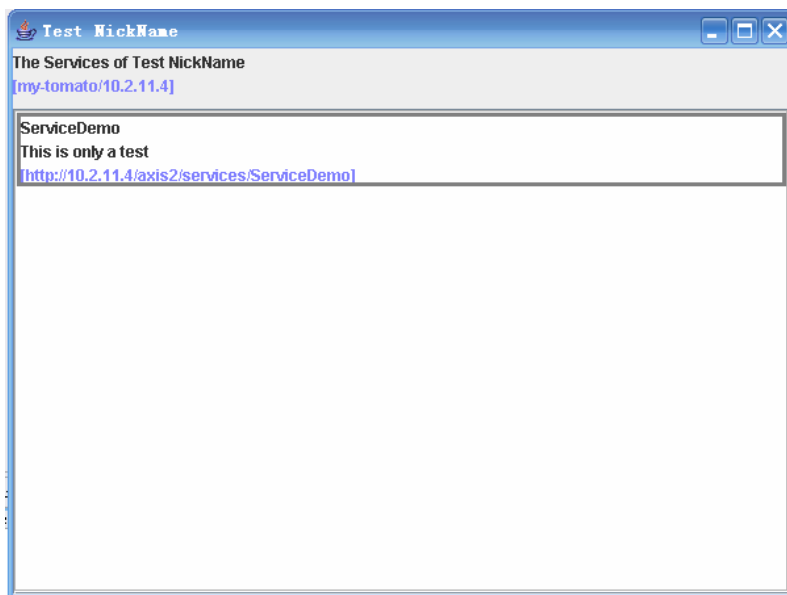 Test NickName
The Services of Test NickName
[my-tomato/10.2.11.4]
ServiceDemo
This is only a test
[http://10.2.11.4/axis2/services/ServiceDemo]